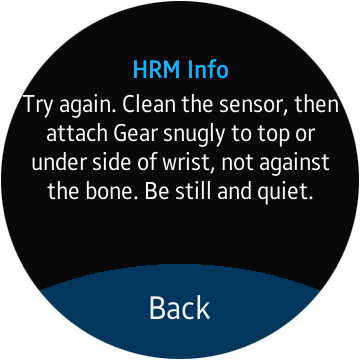 HRM Info
Try again. Clean the sensor, then
attach Gear snugly to top or
under side of wrist, not against
the bone. Be still and quiet.
Back